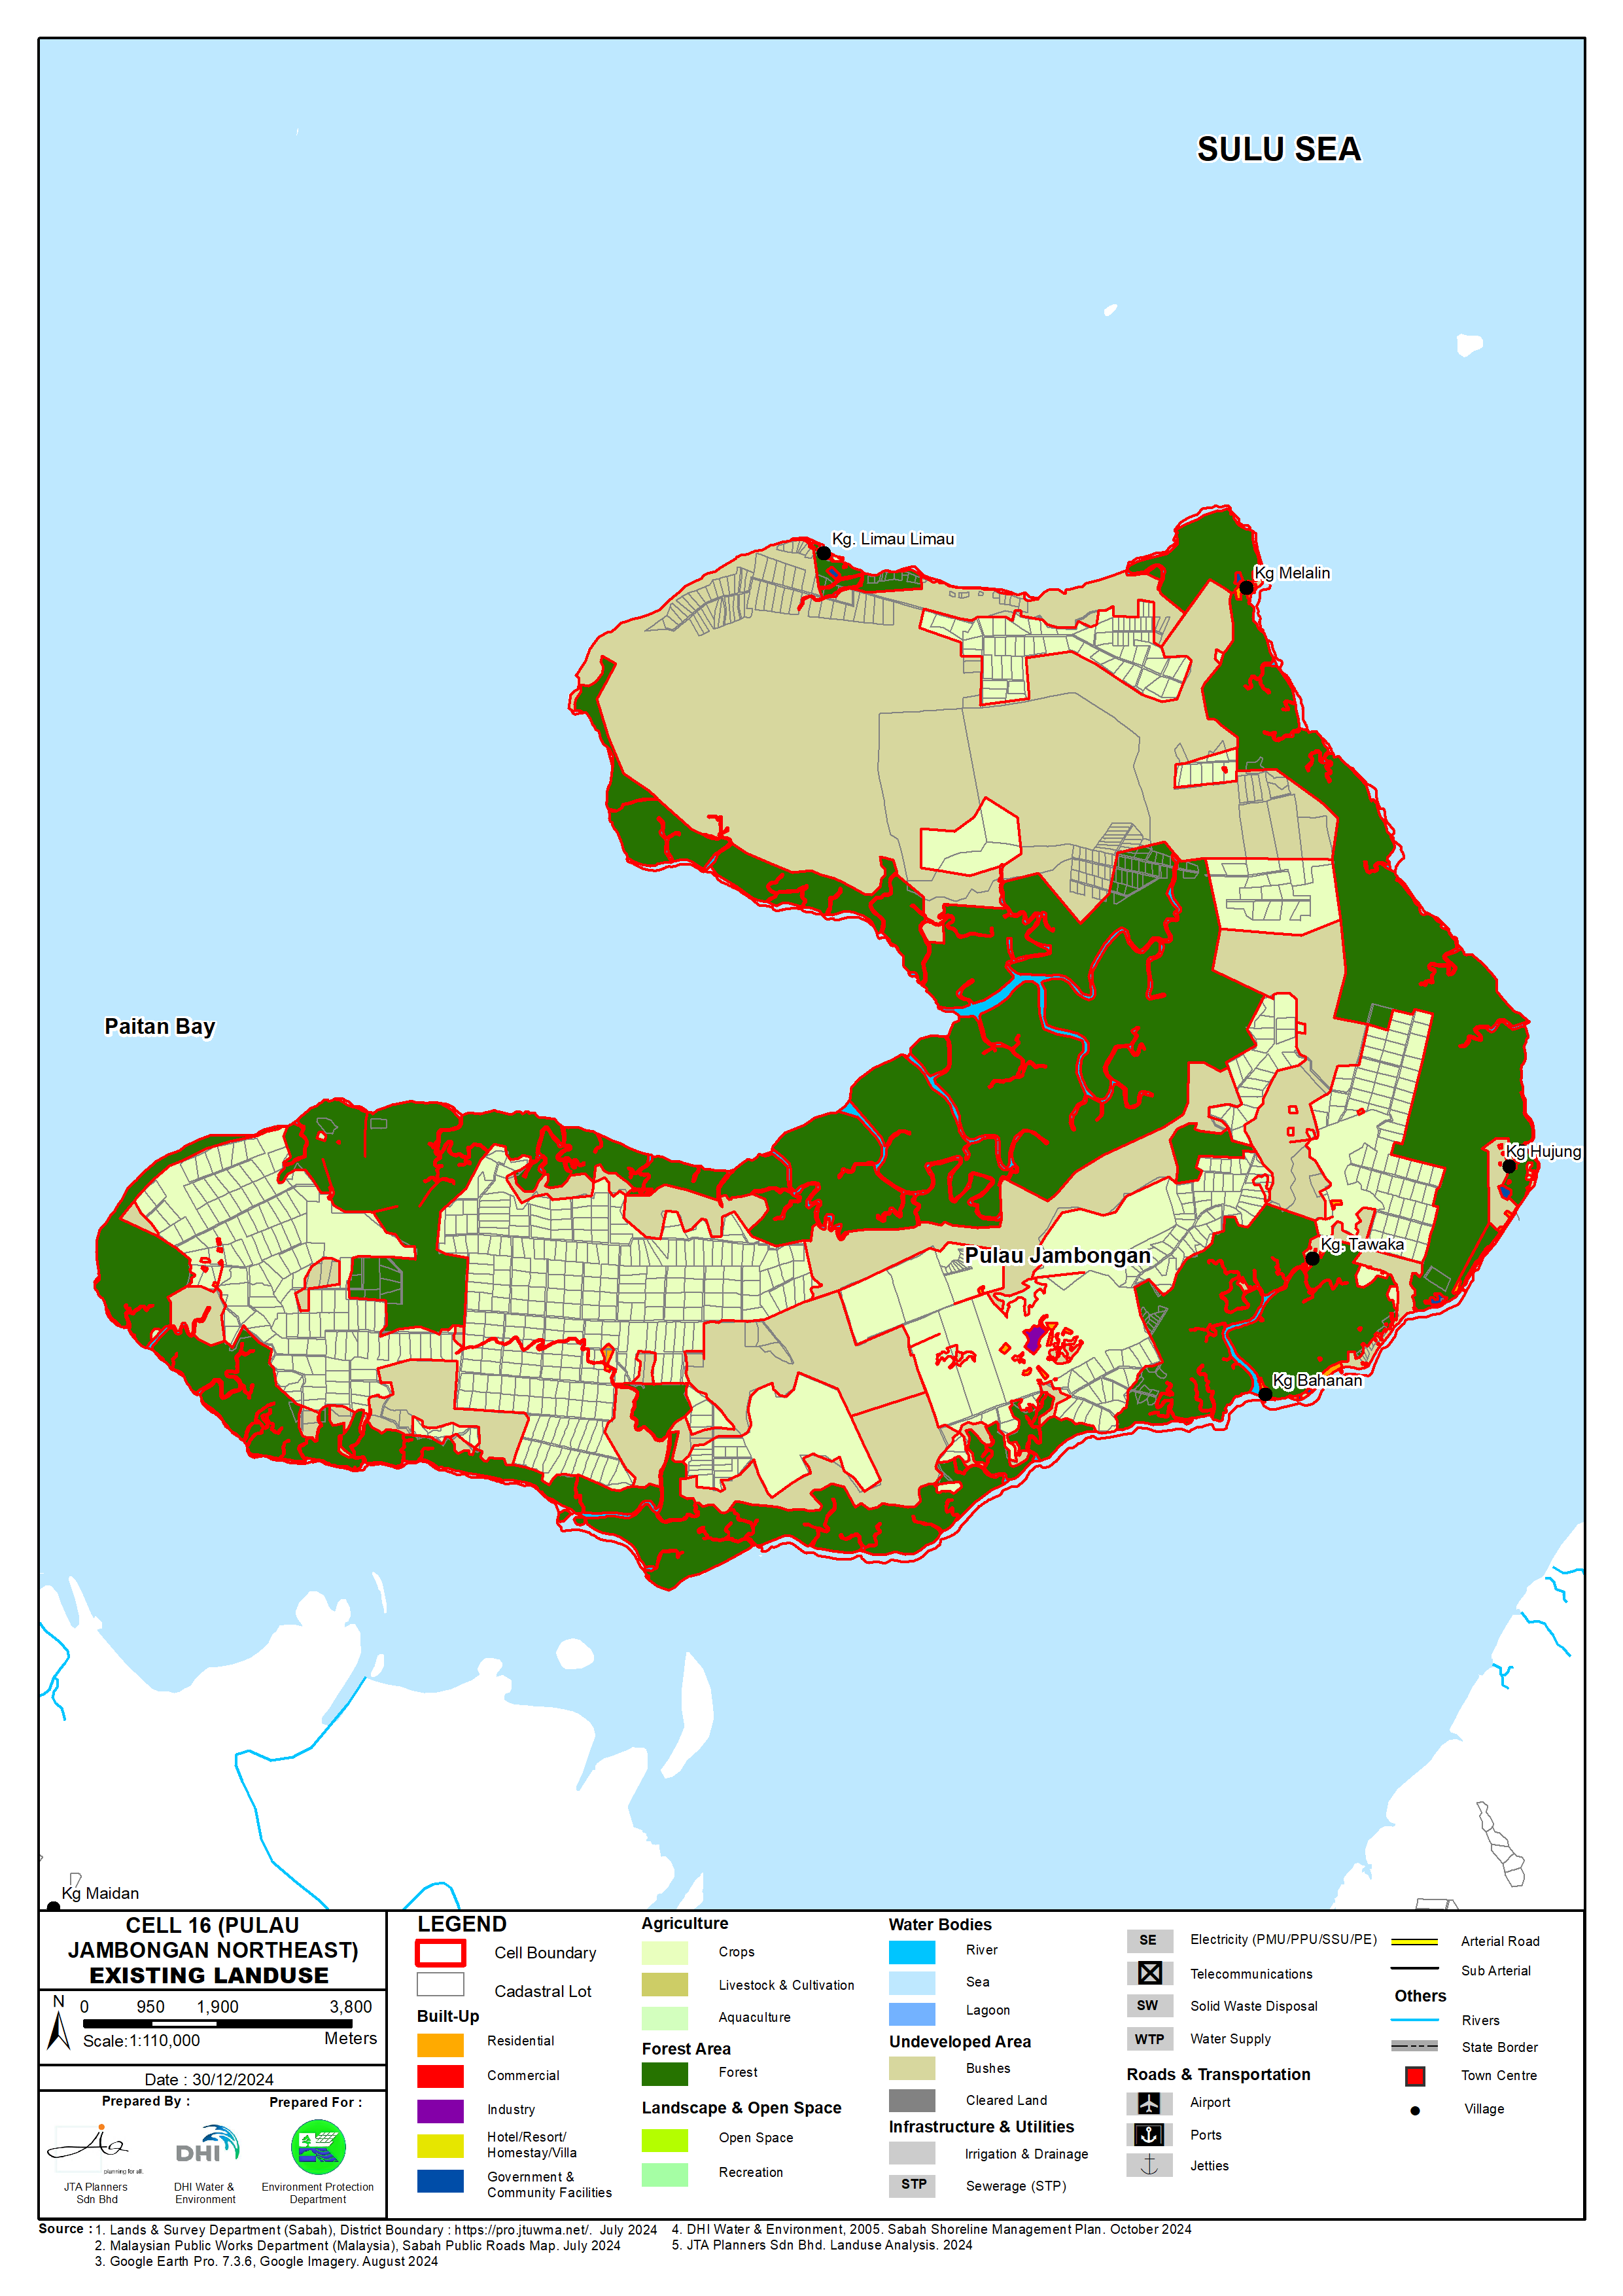 SULU SEA
Kg. Limau Limau
Kg Melalin
Paitan Bay
Kg Hujung
Kg. Tawaka
Pulau Jambongan
Kg Bahanan
Kg Maidan
CELL 16 (PULAU
JAMBONGAN NORTHEAST)
EXISTING LANDUSE
N
0 950 1,900 3,800
Scale:1:110,000 Meters
Date : 30/12/2024
Prepared By : Prepared For :
planning for all.
DHI
JTA Planners
Sdn Bhd
DHI Water &
Environment
Environment Protection
Department
LEGEND
Cell Boundary
Cadastral Lot
Built-Up
Residential
Commercial
Industry
Hotel/Resort/
Homestay/Villa
Government &
Community Facilities
Agriculture
Crops
Livestock & Cultivation
Aquaculture
Forest Area
Forest
Landscape & Open Space
Open Space
Recreation
Water Bodies
River
Sea
Lagoon
Undeveloped Area
Bushes
Cleared Land
Infrastructure & Utilities
Irrigation & Drainage
STP Sewerage (STP)
SE Electricity (PMU/PPU/SSU/PE)
Telecommunications
SW Solid Waste Disposal
WTP Water Supply
Roads & Transportation
Airport
Ports
Jetties
Arterial Road
Sub Arterial
Others
Rivers
State Border
Town Centre
Village
Source : 1. Lands & Survey Department (Sabah), District Boundary : https://pro.jtuwma.net/. July 2024
2. Malaysian Public Works Department (Malaysia), Sabah Public Roads Map. July 2024
3. Google Earth Pro. 7.3.6, Google Imagery. August 2024
4. DHI Water & Environment, 2005. Sabah Shoreline Management Plan. October 2024
5. JTA Planners Sdn Bhd. Landuse Analysis. 2024